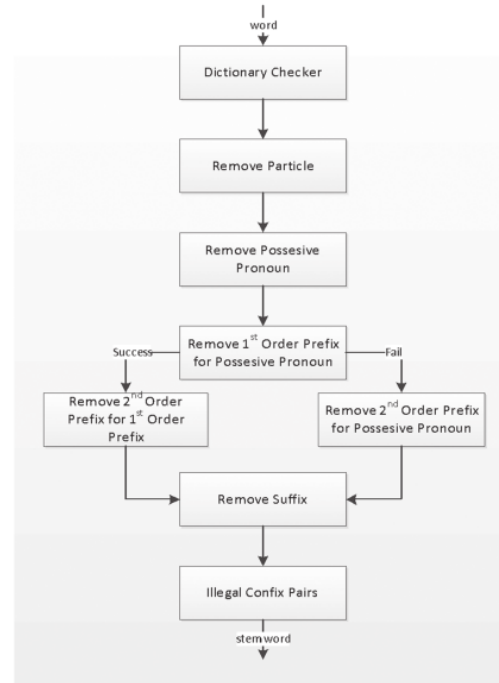 word
Dictionary Checker
Remove Particle
Remove Possesive
Pronoun
Remove 1st Order Prefix
for Possesive Pronoun
Success
Fail
Remove 2nd Order
Prefix for 1st Order
Prefix
Remove 2nd Order Prefix
for Possesive Pronoun
Remove Suffix
Illegal Confix Pairs
stem word